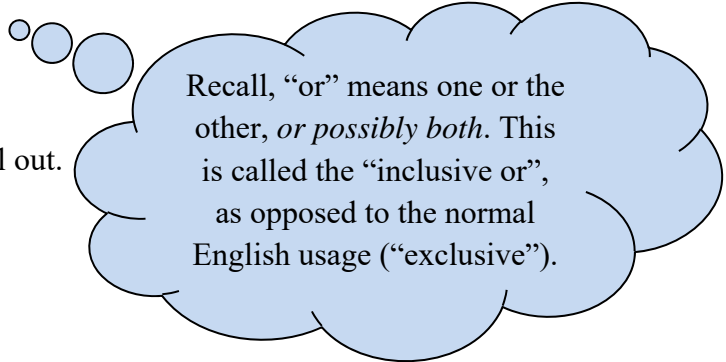 Recall, “or” means one or the
other, or possibly both. This
is called the “inclusive or”,
as opposed to the normal
English usage (“exclusive”).
l out.